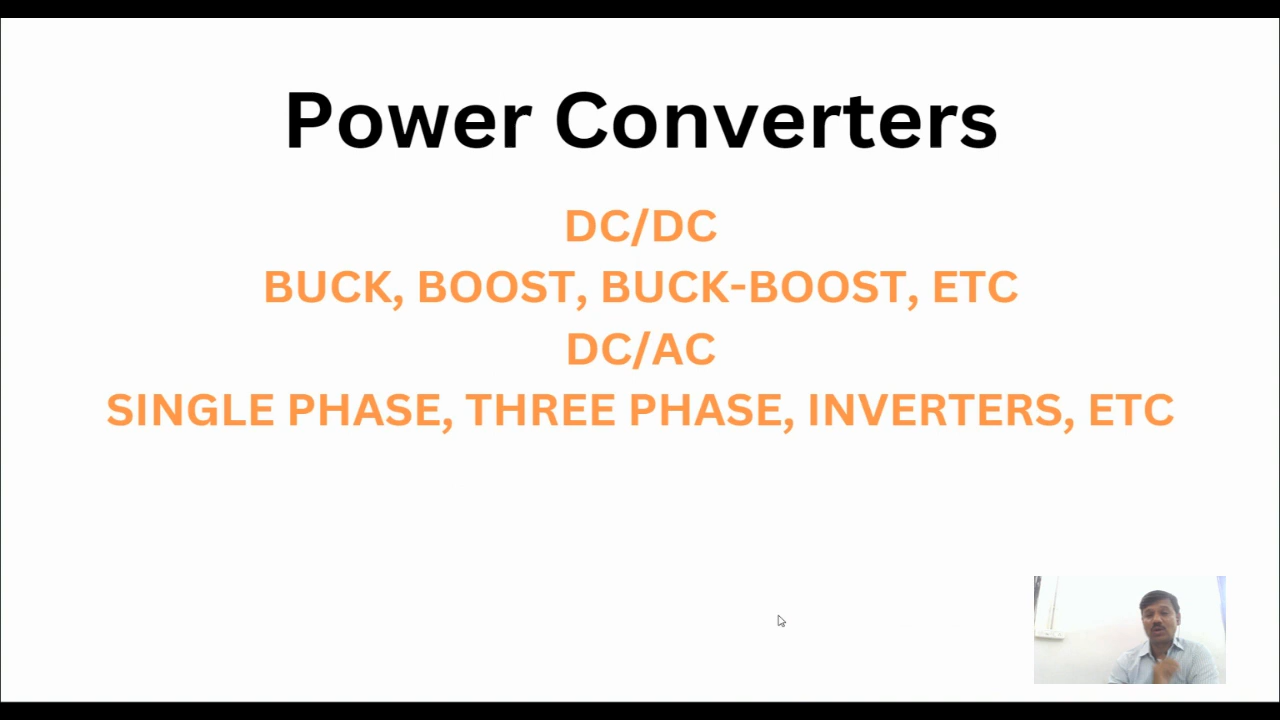 Power Converters
DC/DC
BUCK, BOOST, BUCK-BOOST, ETC
DC/AC
SINGLE PHASE, THREE PHASE, INVERTERS, ETC